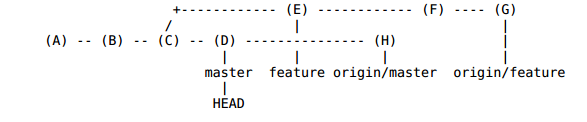 +------------ (E) ------------ (F) ---- (G)
/ | |
(A) -- (B) -- (C) -- (D) --------------- (H) |
| | | |
master feature origin/master origin/feature
|
HEAD